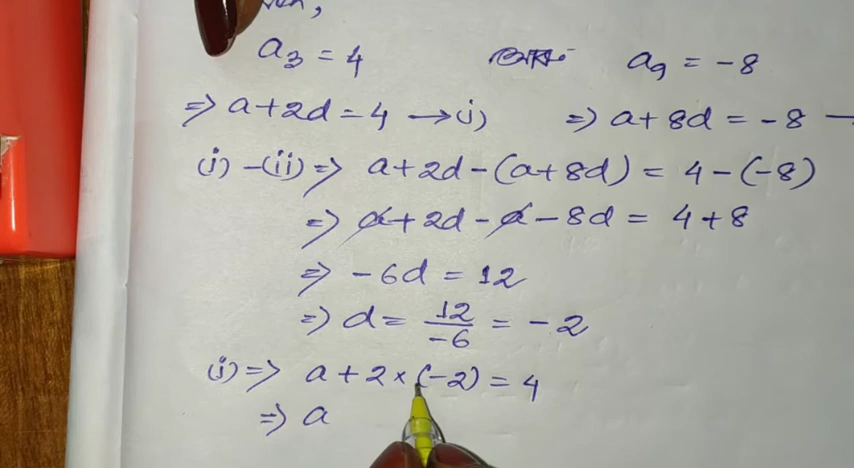 a₃ = 4 a₉ = -8
=> a + 2d = 4 → (i) => a + 8d = -8 —
(i) - (ii) => a + 2d - (a + 8d) = 4 - (-8)
=> a + 2d - a - 8d = 4 + 8
=> -6d = 12
=> d = 12/-6 = -2
(i) => a + 2 × (-2) = 4
=> a